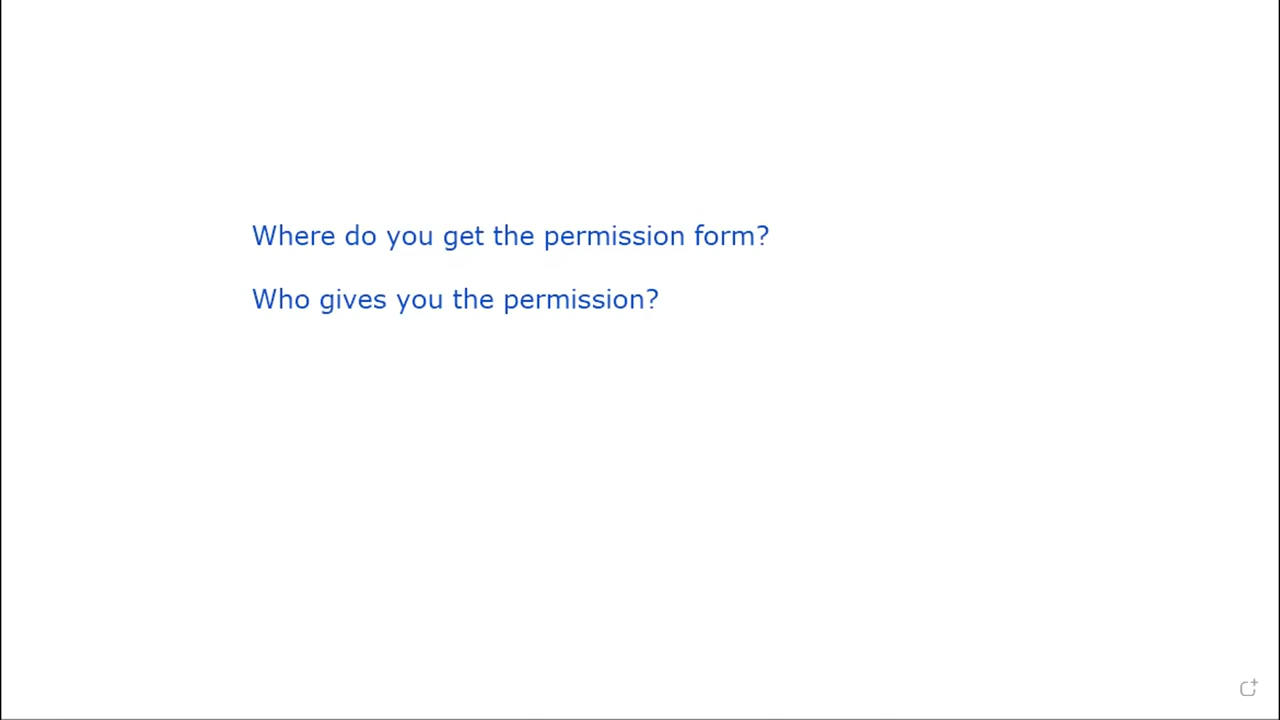 Where do you get the permission form?
Who gives you the permission?